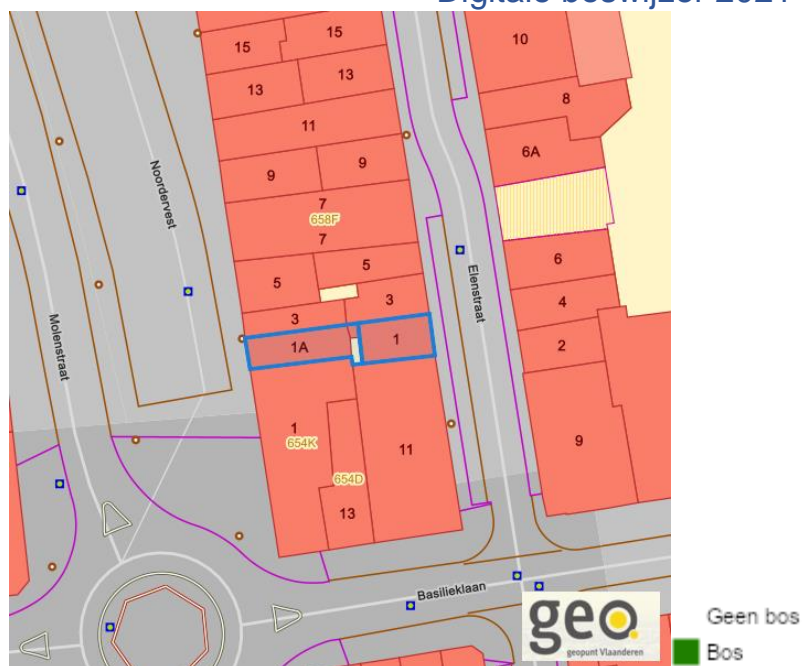 Digitale boswijzer 2021
15
15
10
13
13
8
11
6A
9
9
Noordervest
7
658F
7
5
5
6
Elenstraat
3
3
4
Molenstraat
1A
1
2
1
654K
11
9
654D
13
Basilieklaan
geo
geopunt Vlaanderen
Geen bos
Bos